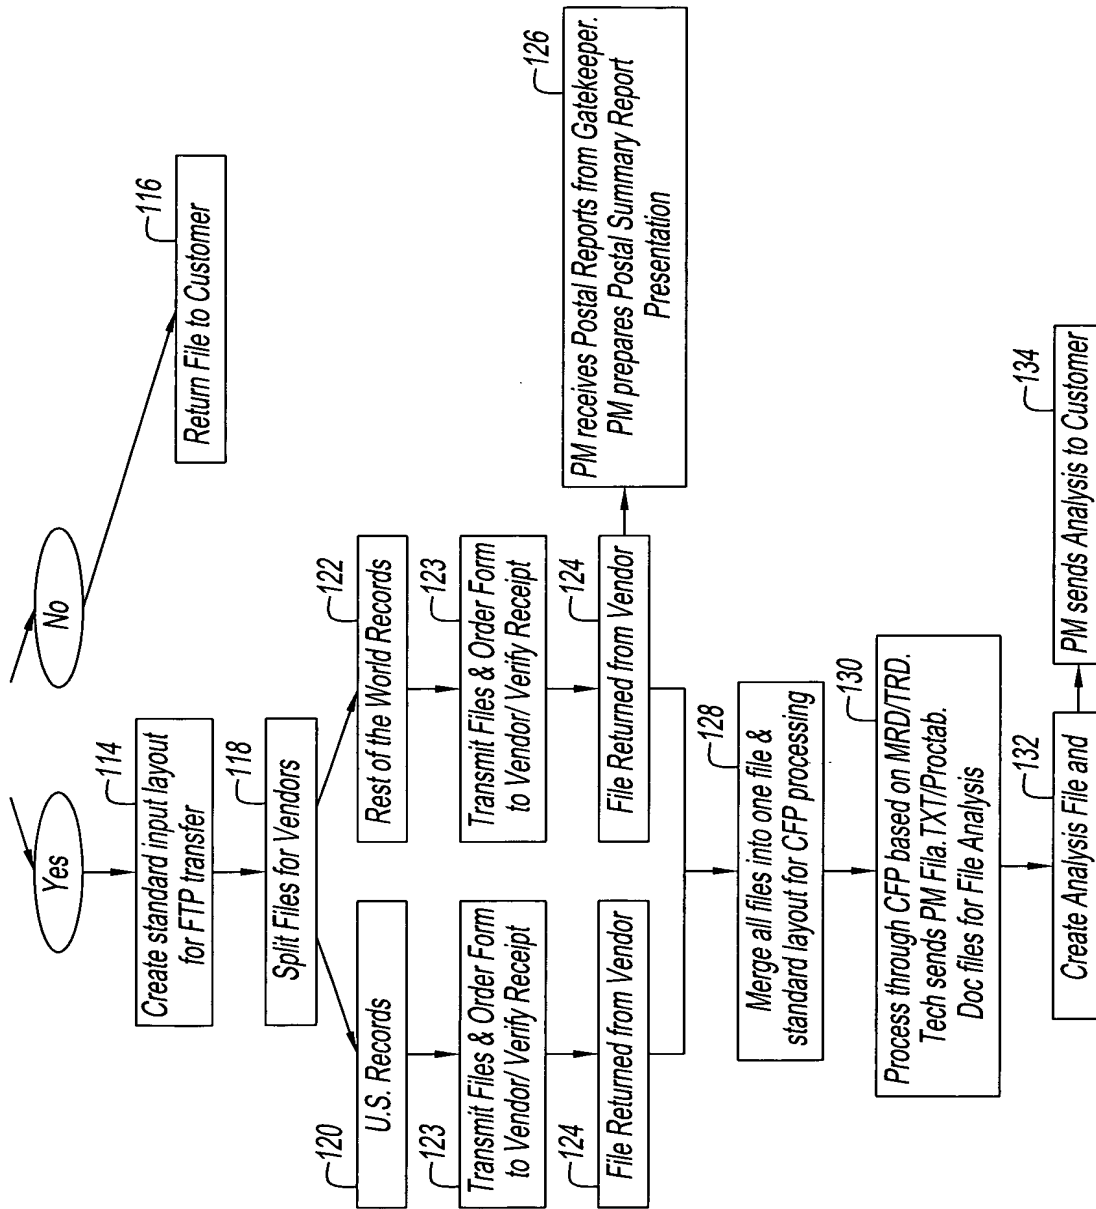 Yes
No
114
Create standard input layout
for FTP transfer
116
Return File to Customer
118
Split Files for Vendors
120
U.S. Records
122
Rest of the World Records
123
Transmit Files & Order Form
to Vendor/ Verify Receipt
123
Transmit Files & Order Form
to Vendor/ Verify Receipt
124
File Returned from Vendor
124
File Returned from Vendor
126
PM receives Postal Reports from Gatekeeper.
PM prepares Postal Summary Report
Presentation
128
Merge all files into one file &
standard layout for CFP processing
130
Process through CFP based on MRD/TRD.
Tech sends PM Fila.TXT/Proctab.
Doc files for File Analysis
132
Create Analysis File and
134
PM sends Analysis to Customer